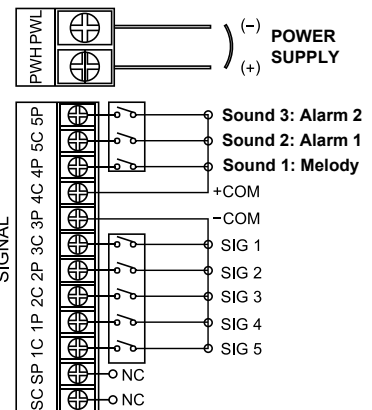 PWH PWL
(−) POWER
SUPPLY
(+)
SIGNAL
SC SP 1C 1P 2C 2P 3C 3P 4C 4P 5C 5P
Sound 3: Alarm 2
Sound 2: Alarm 1
Sound 1: Melody
+COM
−COM
SIG 1
SIG 2
SIG 3
SIG 4
SIG 5
NC
NC